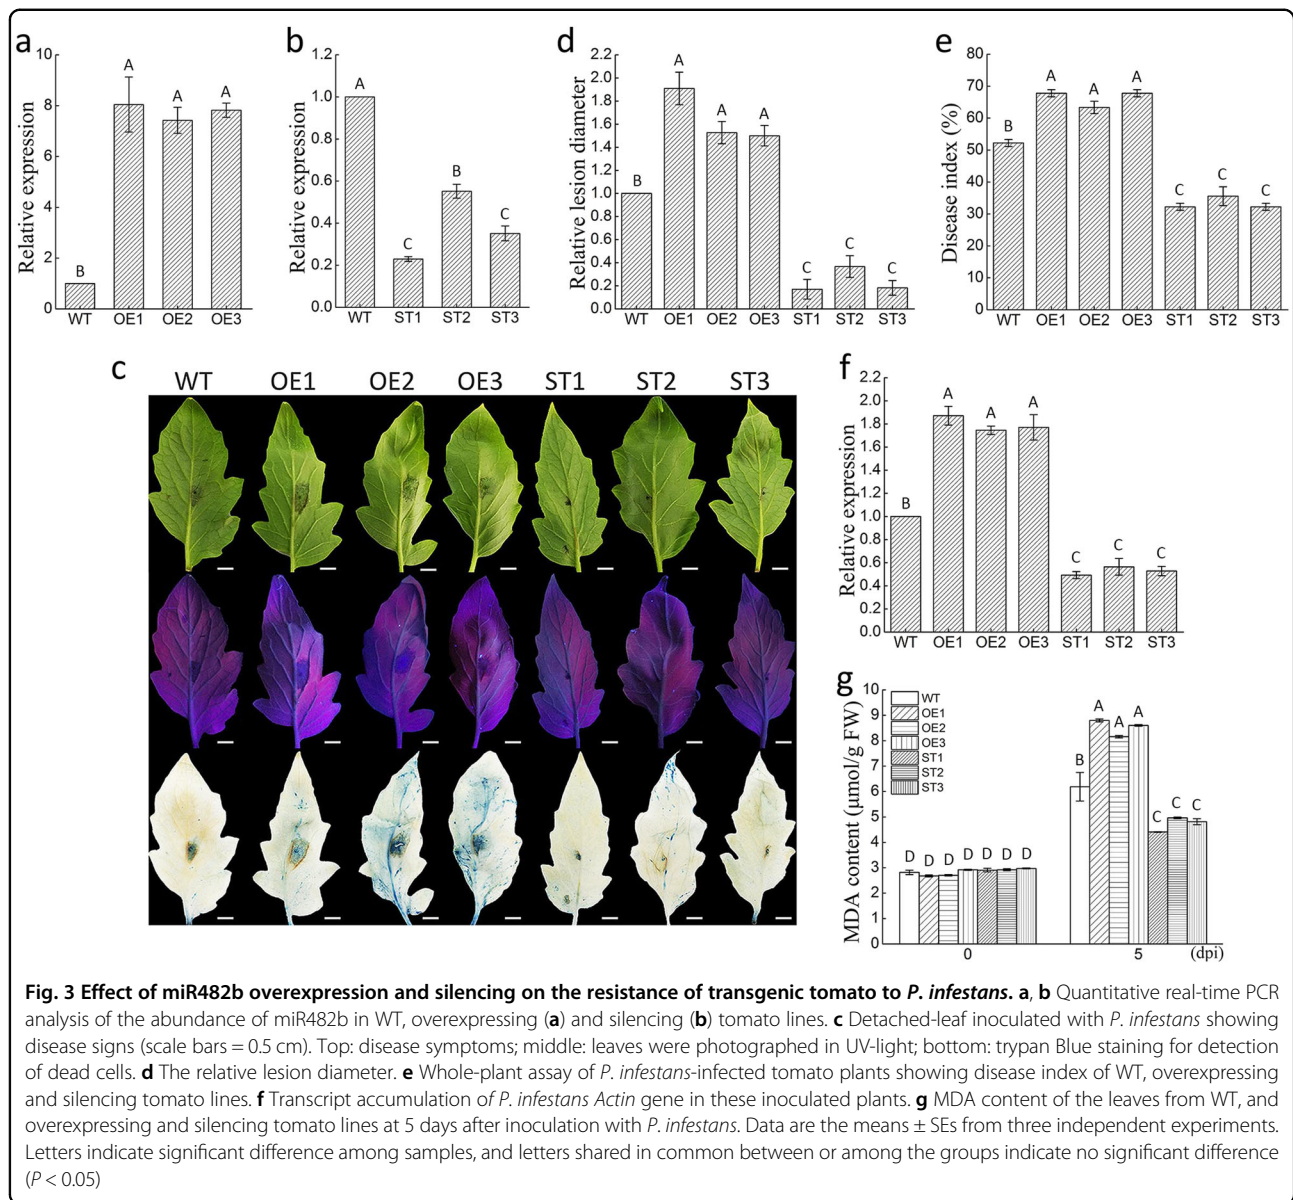 a
Relative expression
10
8
6
4
2
0
B
A
A
A
WT OE1 OE2 OE3
b
Relative expression
1.2
1.0
0.8
0.6
0.4
0.2
0.0
A
C
B
C
WT ST1 ST2 ST3
d
Relative lesion diameter
2.2
2.0
1.8
1.6
1.4
1.2
1.0
0.8
0.6
0.4
0.2
0.0
B
A
A
A
C
C
C
WT OE1 OE2 OE3 ST1 ST2 ST3
e
Disease index (%)
80
70
60
50
40
30
20
10
0
B
A
A
A
C
C
C
WT OE1 OE2 OE3 ST1 ST2 ST3
c
WT OE1 OE2 OE3 ST1 ST2 ST3
f
Relative expression
2.2
2.0
1.8
1.6
1.4
1.2
1.0
0.8
0.6
0.4
0.2
0.0
B
A
A
A
C
C
C
WT OE1 OE2 OE3 ST1 ST2 ST3
g
MDA content (μmol/g FW)
10
9
8
7
6
5
4
3
2
1
0
WT
OE1
OE2
OE3
ST1
ST2
ST3
D D D D D D D
B A A A C C C
0 5 (dpi)
Fig. 3 Effect of miR482b overexpression and silencing on the resistance of transgenic tomato to P. infestans. a, b Quantitative real-time PCR
analysis of the abundance of miR482b in WT, overexpressing (a) and silencing (b) tomato lines. c Detached-leaf inoculated with P. infestans showing
disease signs (scale bars = 0.5 cm). Top: disease symptoms; middle: leaves were photographed in UV-light; bottom: trypan Blue staining for detection
of dead cells. d The relative lesion diameter. e Whole-plant assay of P. infestans-infected tomato plants showing disease index of WT, overexpressing
and silencing tomato lines. f Transcript accumulation of P. infestans Actin gene in these inoculated plants. g MDA content of the leaves from WT, and
overexpressing and silencing tomato lines at 5 days after inoculation with P. infestans. Data are the means ± SEs from three independent experiments.
Letters indicate significant difference among samples, and letters shared in common between or among the groups indicate no significant difference
(P < 0.05)